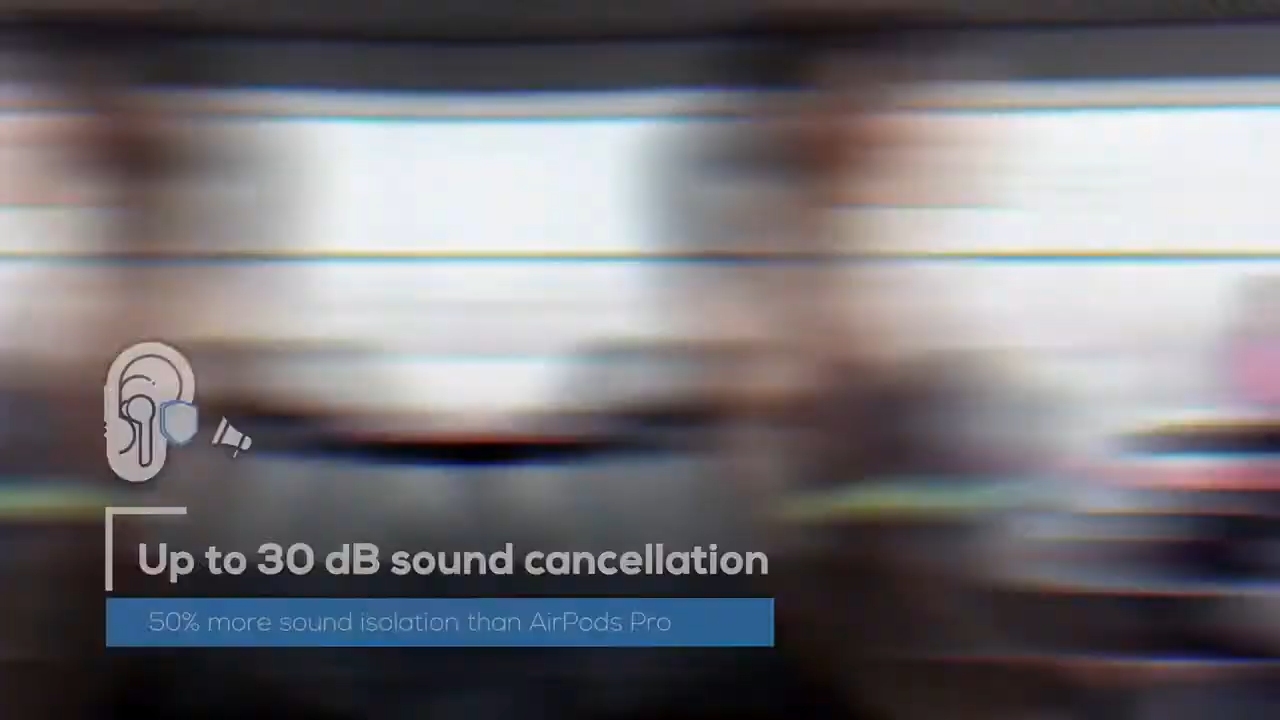 Up to 30 dB sound cancellation
50% more sound isolation than AirPods Pro